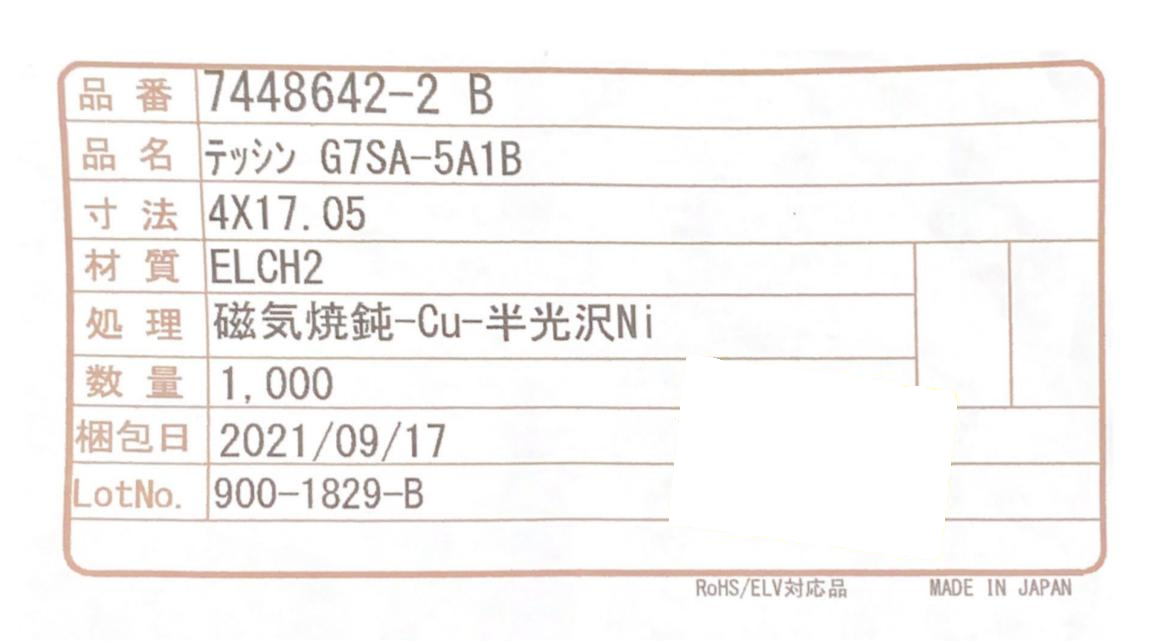 品番 7448642-2 B
品名 ﾃｯｼﾝ G7SA-5A1B
寸法 4X17.05
材質 ELCH2
処理 磁気焼鈍-Cu-半光沢Ni
数量 1,000
梱包日 2021/09/17
LotNo. 900-1829-B
RoHS/ELV対応品 MADE IN JAPAN